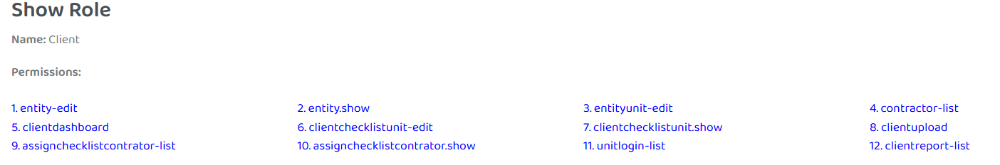 Show Role
Name: Client
Permissions:
1. entity-edit 2. entity.show 3. entityunit-edit 4. contractor-list
5. clientdashboard 6. clientchecklistunit-edit 7. clientchecklistunit.show 8. clientupload
9. assignchecklistcontrator-list 10. assignchecklistcontrator.show 11. unitlogin-list 12. clientreport-list